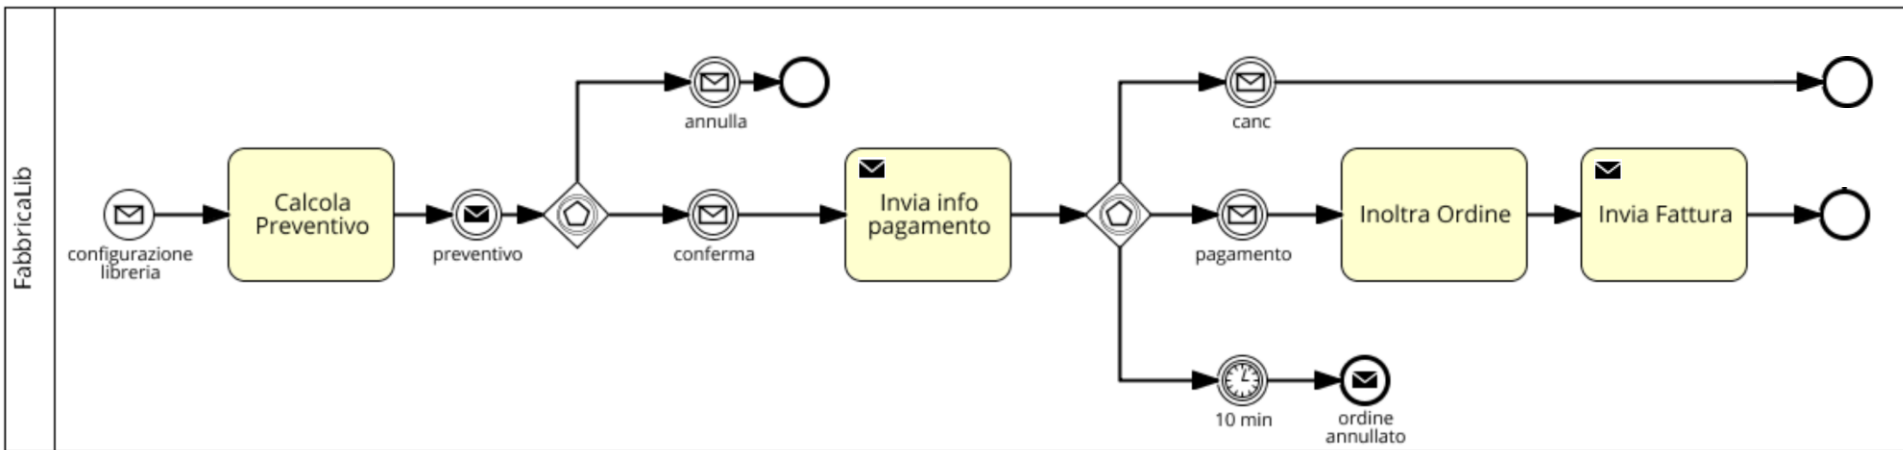 FabbricaLib
configurazione
libreria
Calcola
Preventivo
preventivo
annulla
conferma
Invia info
pagamento
canc
pagamento
Inoltra Ordine
Invia Fattura
10 min
ordine
annullato